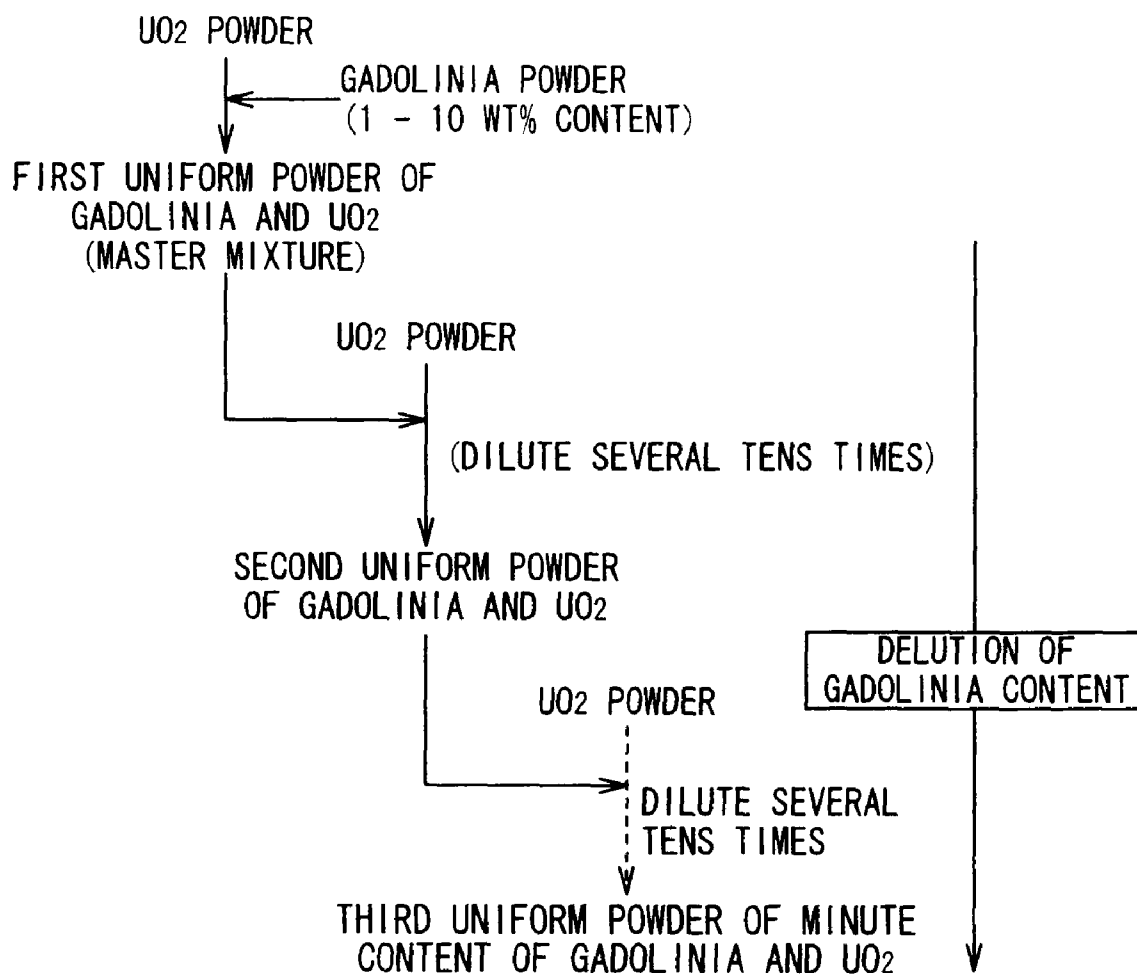 UO2 POWDER
GADOLINIA POWDER
(1 - 10 WT% CONTENT)
FIRST UNIFORM POWDER OF
GADOLINIA AND UO2
(MASTER MIXTURE)
UO2 POWDER
(DILUTE SEVERAL TENS TIMES)
SECOND UNIFORM POWDER
OF GADOLINIA AND UO2
DELUTION OF
GADOLINIA CONTENT
UO2 POWDER
DILUTE SEVERAL
TENS TIMES
THIRD UNIFORM POWDER OF MINUTE
CONTENT OF GADOLINIA AND UO2